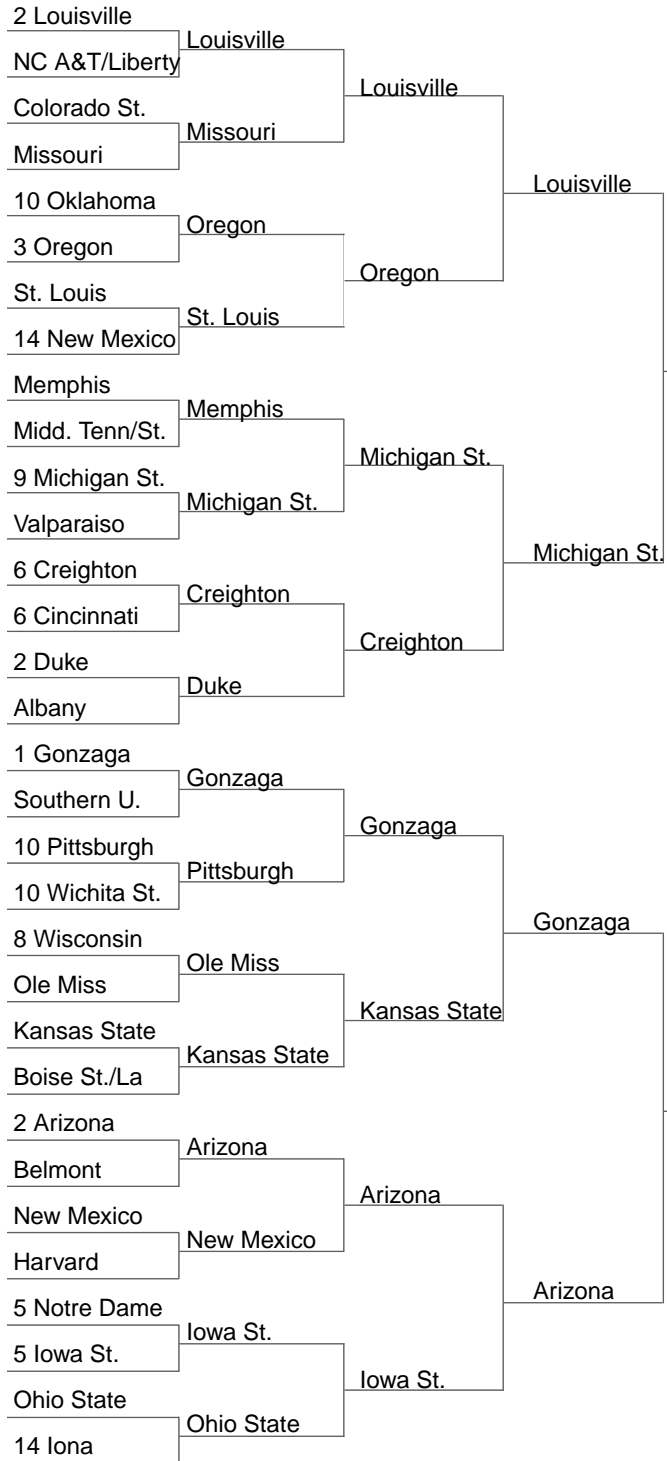 2 Louisville
NC A&T/Liberty
Colorado St.
Missouri
10 Oklahoma
3 Oregon
St. Louis
14 New Mexico
Memphis
Midd. Tenn/St.
9 Michigan St.
Valparaiso
6 Creighton
6 Cincinnati
2 Duke
Albany
1 Gonzaga
Southern U.
10 Pittsburgh
10 Wichita St.
8 Wisconsin
Ole Miss
Kansas State
Boise St./La
2 Arizona
Belmont
New Mexico
Harvard
5 Notre Dame
5 Iowa St.
Ohio State
14 Iona
Louisville
Missouri
Oregon
St. Louis
Memphis
Michigan St.
Creighton
Duke
Gonzaga
Pittsburgh
Ole Miss
Kansas State
Arizona
New Mexico
Iowa St.
Ohio State
Louisville
Oregon
Michigan St.
Creighton
Gonzaga
Kansas State
Arizona
Iowa St.
Louisville
Michigan St.
Gonzaga
Arizona